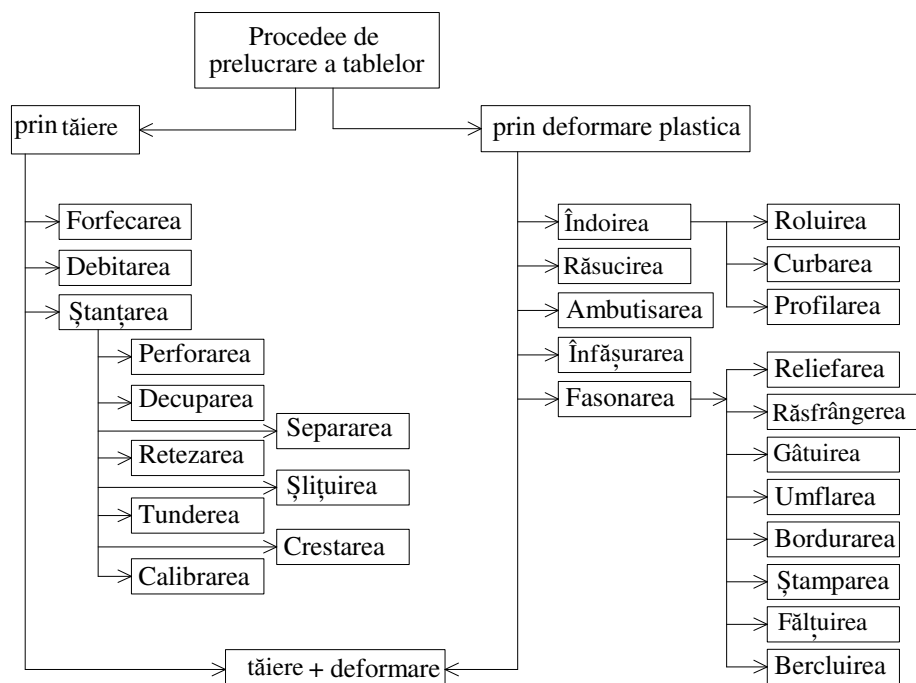 Procedee de
prelucrare a tablelor
prin tăiere
prin deformare plastica
Forfecarea
Debitarea
Ștanțarea
Perforarea
Decuparea
Separarea
Retezarea
Șlițuirea
Tunderea
Crestarea
Calibrarea
Îndoirea
Răsucirea
Ambutisarea
Înfășurarea
Fasonarea
Roluirea
Curbarea
Profilarea
Reliefarea
Răsfrângerea
Gâtuirea
Umflarea
Bordurarea
Ștamparea
Fălțuirea
Bercluirea
tăiere + deformare